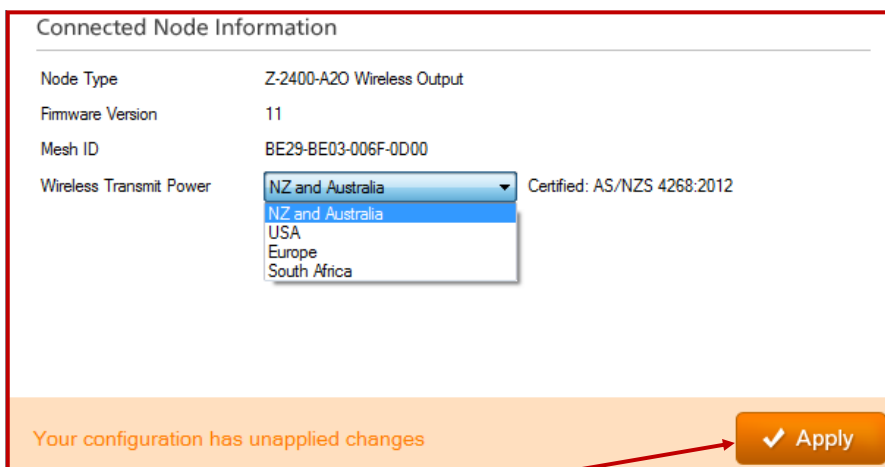 Connected Node Information
Node Type Z-2400-A2O Wireless Output
Firmware Version 11
Mesh ID BE29-BE03-006F-0D00
Wireless Transmit Power NZ and Australia Certified: AS/NZS 4268:2012
NZ and Australia
USA
Europe
South Africa
Your configuration has unapplied changes Apply